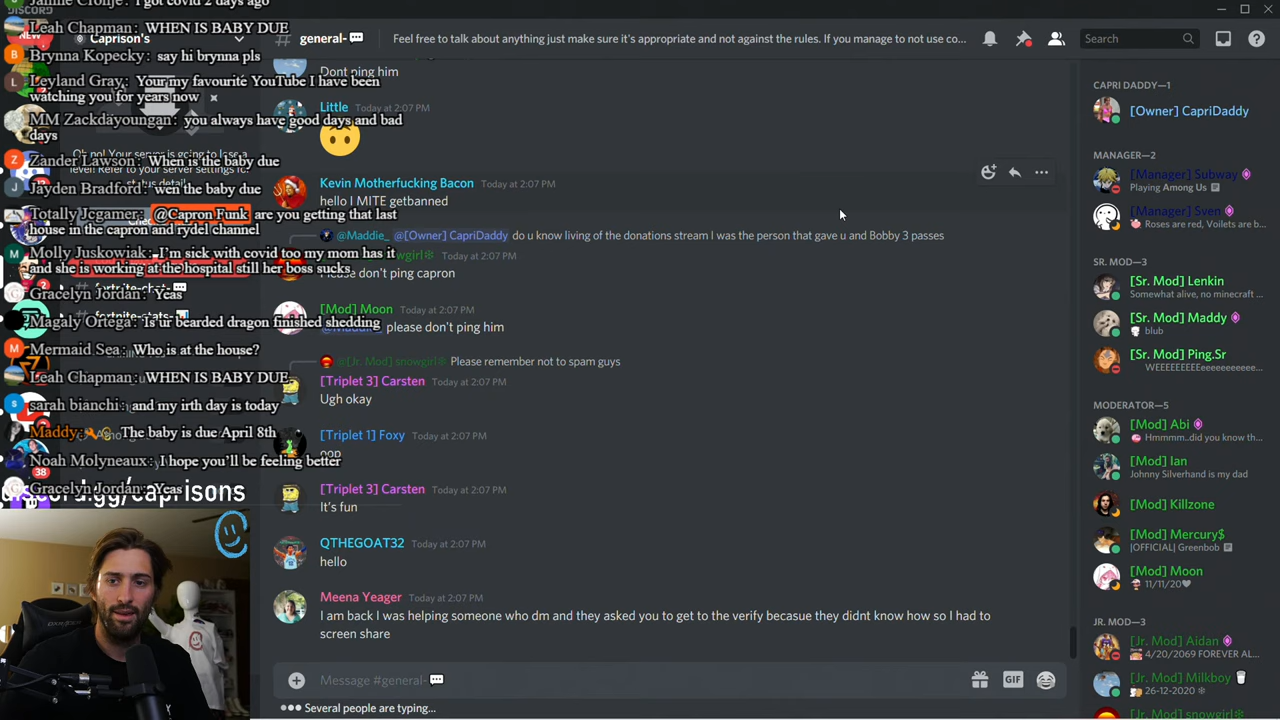 DISCORD
Jamie Cronje: I got covid 2 days ago
Leah Chapman: WHEN IS BABY DUE
Brynna Kopecky: say hi brynna pls
Leyland Gray: Your my favourite YouTube I have been
watching you for years now
MM Zackdayoungan: you always have good days and bad
days
Zander Lawson: When is the baby due
Jayden Bradford: wen the baby due
Totally Jcgamer: @Capron Funk are you getting that last
house in the capron and rydel channel
Molly Juskowiak: I'm sick with covid too my mom has it
and she is working at the hospital still her boss sucks
Gracelyn Jordan: Yeas
Magaly Ortega: Is ur bearded dragon finished shedding
Mermaid Sea: Who is at the house?
Leah Chapman: WHEN IS BABY DUE
sarah bianchi: and my irth day is today
Maddy: The baby is due April 8th
Noah Molyneaux: I hope you'll be feeling better
Gracelyn Jordan: Yeas
discord.gg/caprisons
NEW
Caprison's
38
# general-
Feel free to talk about anything just make sure it's appropriate and not against the rules. If you manage to not use co...
Search
Dont ping him
Little Today at 2:07 PM
Kevin Motherfucking Bacon Today at 2:07 PM
hello I MITE getbanned
@Maddie_ @[Owner] CapriDaddy do u know living of the donations stream I was the person that gave u and Bobby 3 passes
Today at 2:07 PM
Please don't ping capron
[Mod] Moon Today at 2:07 PM
please don't ping him
@[Jr. Mod] snowgirl❄ Please remember not to spam guys
[Triplet 3] Carsten Today at 2:07 PM
Ugh okay
[Triplet 1] Foxy Today at 2:07 PM
oop
[Triplet 3] Carsten Today at 2:07 PM
It's fun
QTHEGOAT32 Today at 2:07 PM
hello
Meena Yeager Today at 2:07 PM
I am back I was helping someone who dm and they asked you to get to the verify becasue they didnt know how so I had to
screen share
Message #general-
GIF
Several people are typing...
CAPRI DADDY—1
[Owner] CapriDaddy
MANAGER—2
[Manager] Subway
Playing Among Us
[Manager] Sven
Roses are red, Voilets are b...
SR. MOD—3
[Sr. Mod] Lenkin
Somewhat alive, no minecraft ...
[Sr. Mod] Maddy
blub
[Sr. Mod] Ping.Sr
WEEEEEEEEeeeeeeeeeee...
MODERATOR—5
[Mod] Abi
Hmmmm..did you know th...
[Mod] Ian
Johnny Silverhand is my dad
[Mod] Killzone
[Mod] Mercury$
|OFFICIAL| Greenbob
[Mod] Moon
11/11/20
JR. MOD—3
[Jr. Mod] Aidan
4/20/2069 FOREVER AL...
[Jr. Mod] Milkboy
26-12-2020 ❄
[Jr. Mod] snowgirl❄